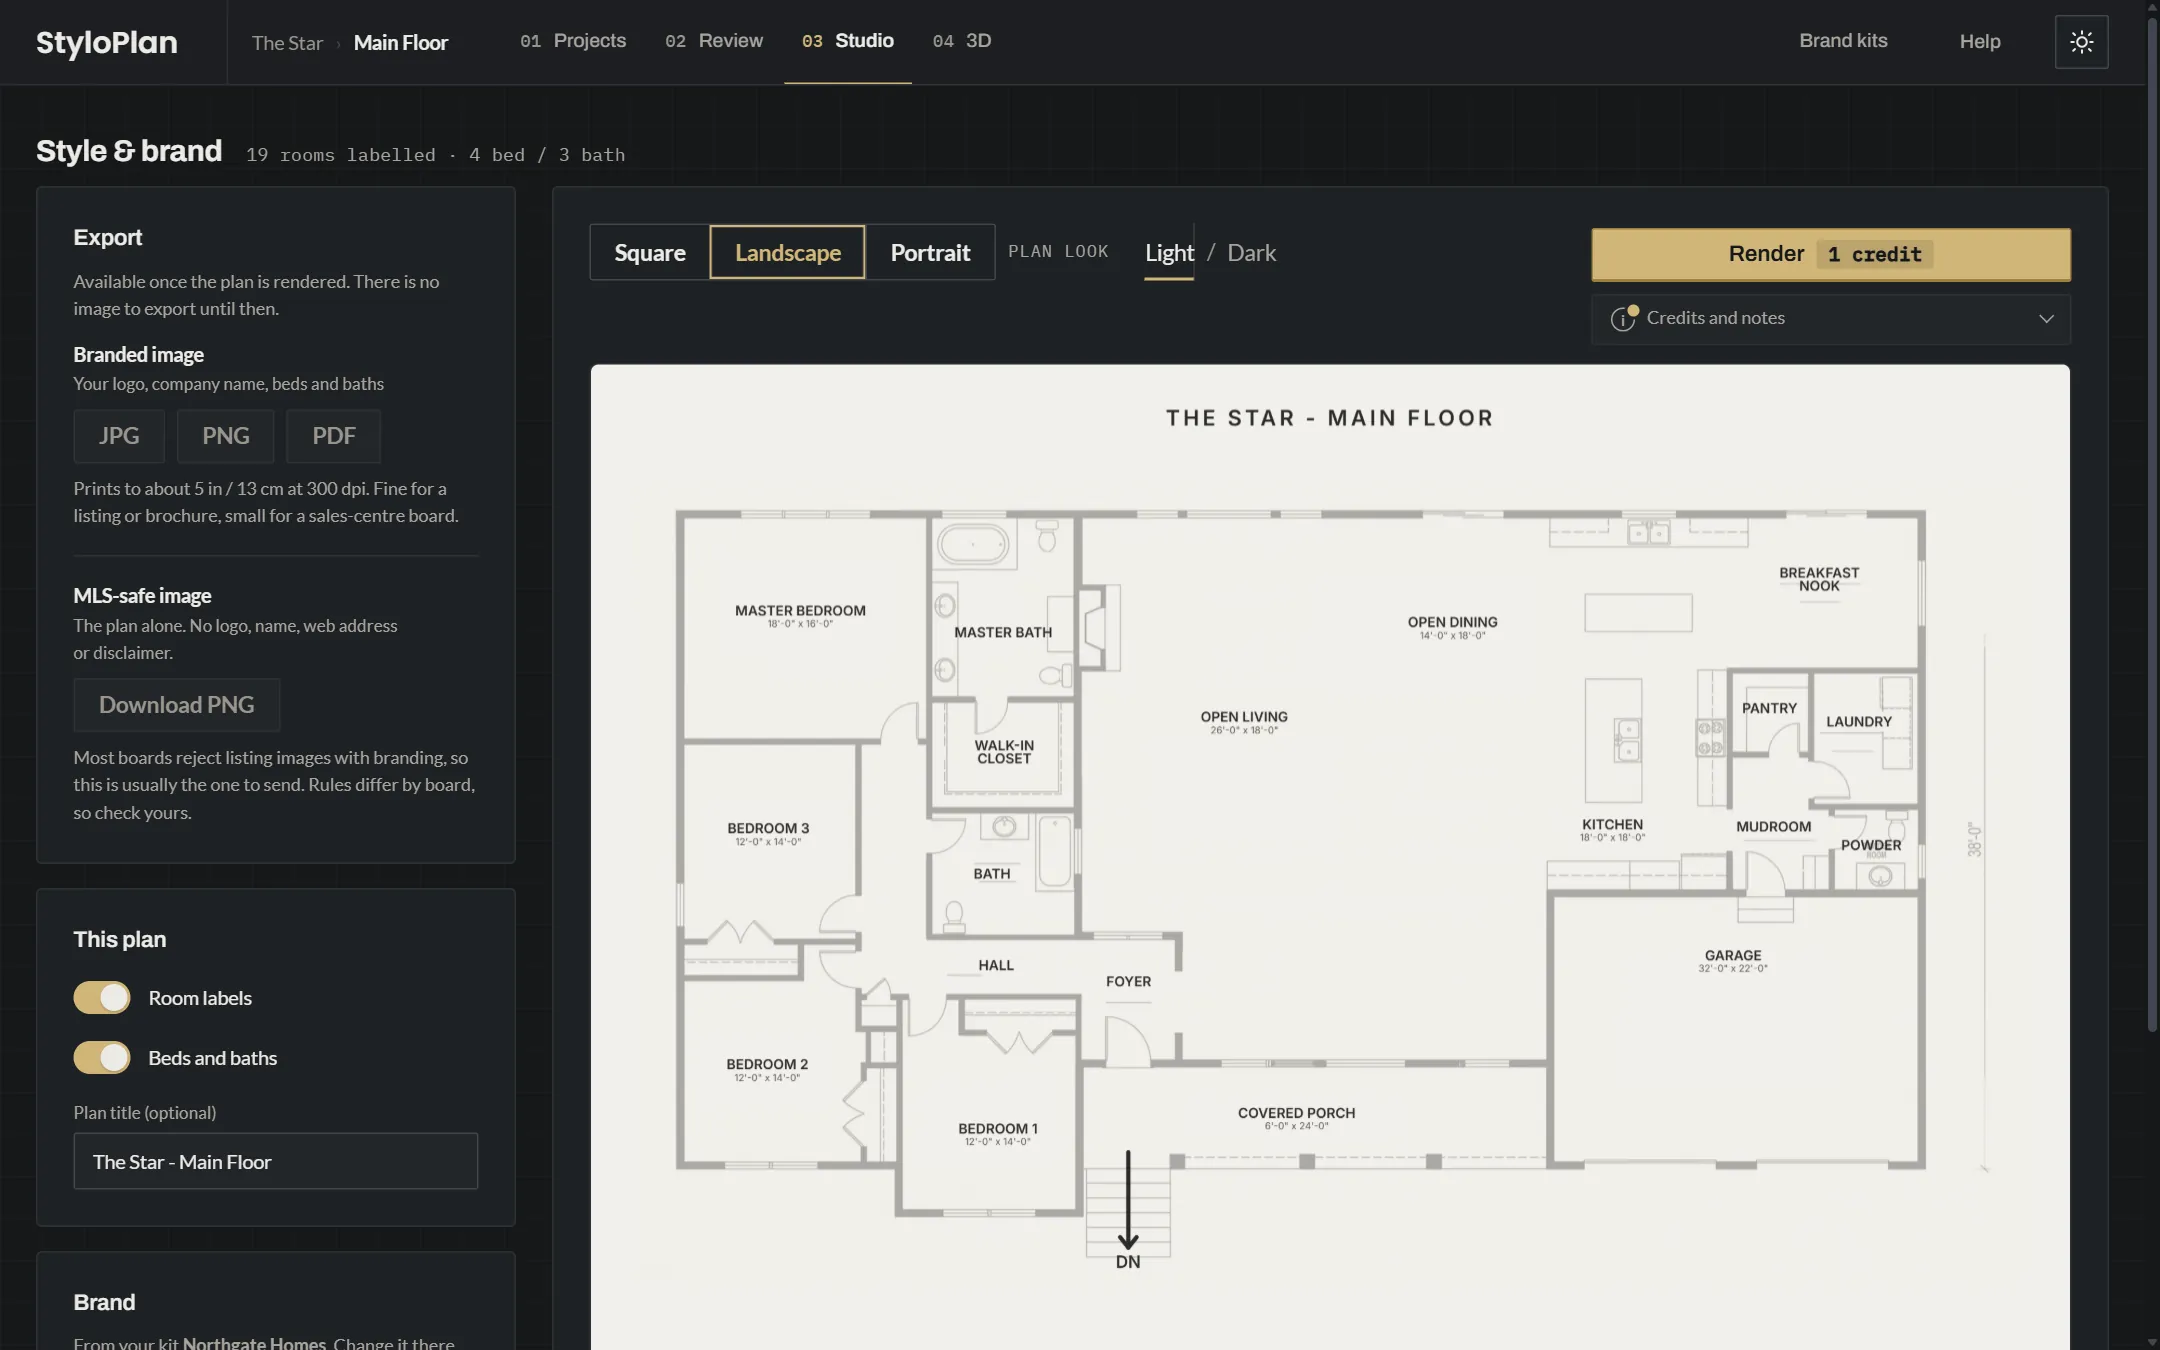 StyloPlan
The Star › Main Floor
01 Projects
02 Review
03 Studio
04 3D
Brand kits
Help
Style & brand
19 rooms labelled · 4 bed / 3 bath
Export
Available once the plan is rendered. There is no
image to export until then.
Branded image
Your logo, company name, beds and baths
JPG
PNG
PDF
Prints to about 5 in / 13 cm at 300 dpi. Fine for a
listing or brochure, small for a sales-centre board.
MLS-safe image
The plan alone. No logo, name, web address
or disclaimer.
Download PNG
Most boards reject listing images with branding, so
this is usually the one to send. Rules differ by board,
so check yours.
This plan
Room labels
Beds and baths
Plan title (optional)
The Star - Main Floor
Brand
From your kit Northgate Homes. Change it there
Square
Landscape
Portrait
PLAN LOOK
Light / Dark
Render 1 credit
Credits and notes
THE STAR - MAIN FLOOR
MASTER BEDROOM
18'-0" x 16'-0"
MASTER BATH
BREAKFAST
NOOK
OPEN DINING
14'-0" x 18'-0"
OPEN LIVING
26'-0" x 18'-0"
WALK-IN
CLOSET
PANTRY
LAUNDRY
BEDROOM 3
12'-0" x 14'-0"
KITCHEN
18'-0" x 18'-0"
MUDROOM
POWDER
ROOM
38'-0"
BATH
HALL
FOYER
GARAGE
32'-0" x 22'-0"
BEDROOM 2
12'-0" x 14'-0"
BEDROOM 1
12'-0" x 14'-0"
COVERED PORCH
6'-0" x 24'-0"
DN